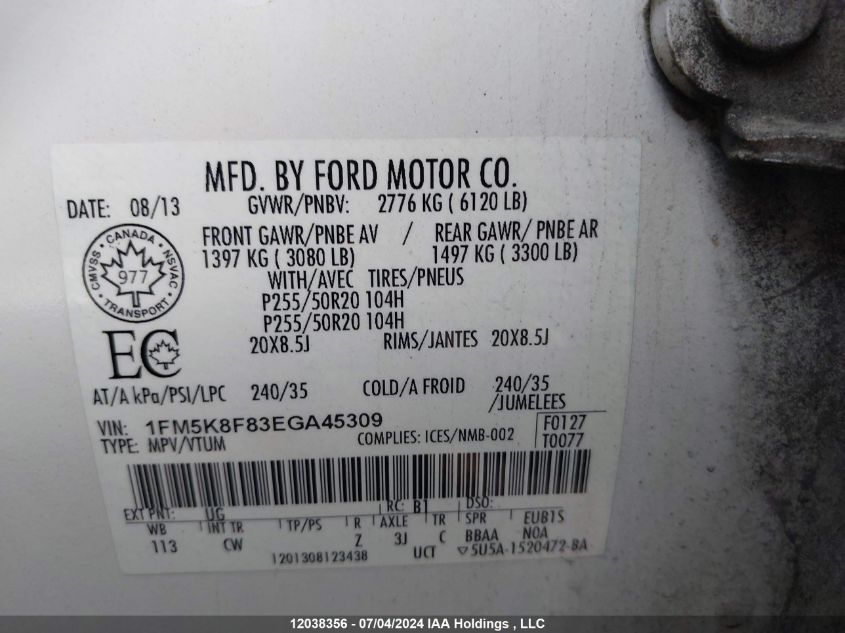 MFD. BY FORD MOTOR CO.
DATE: 08/13
GVWR/PNBV: 2776 KG ( 6120 LB)
FRONT GAWR/PNBE AV / REAR GAWR/ PNBE AR
1397 KG ( 3080 LB) 1497 KG ( 3300 LB)
CANADA
CMVSS
NSVAC
977
TRANSPORT
WITH/AVEC TIRES/PNEUS
P255/50R20 104H
P255/50R20 104H
20X8.5J RIMS/JANTES 20X8.5J
EC
AT/A kPa/PSI/LPC 240/35 COLD/A FROID 240/35
/JUMELEES
VIN: 1FM5K8F83EGA45309
F0127
TYPE: MPV/VTUM COMPLIES: ICES/NMB-002 T0077
EXT PNT: UG RC: B1 DSO:
WB INT TR TP/PS R AXLE TR SPR EUB1S
113 CW Z 3J C BBAA NOA
1201308123438 UCT ▽5U5A-1520472-BA
12038356 - 07/04/2024 IAA Holdings , LLC